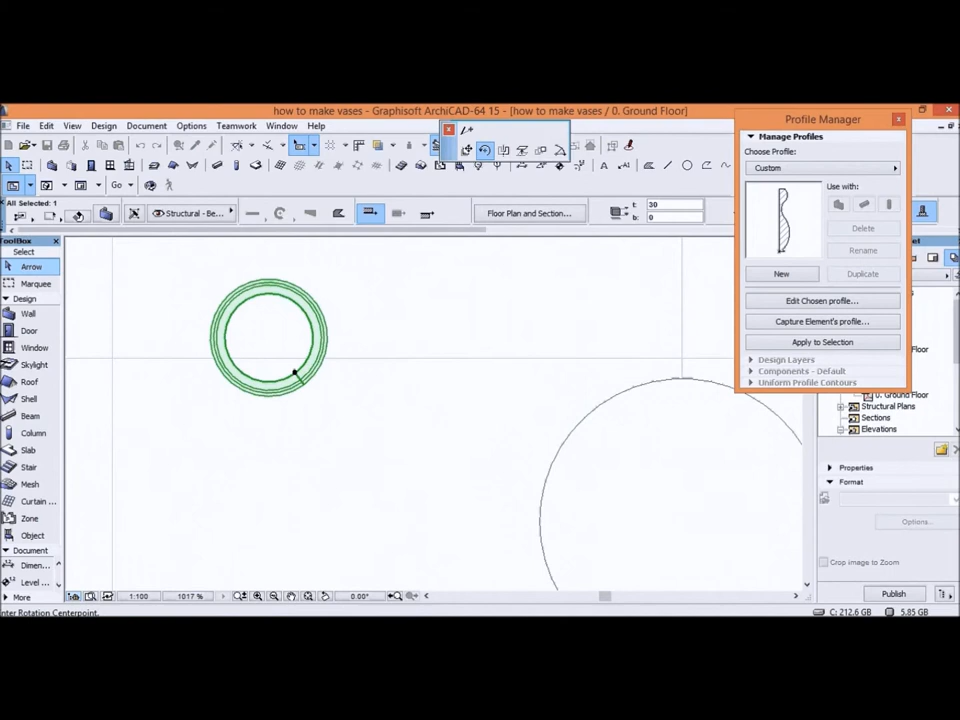 how to make vases - Graphisoft ArchiCAD-64 15 - [how to make vases / 0. Ground Floor]
File Edit View Design Document Options Teamwork Window Help
Go
All Selected: 1
Structural - Be...
Floor Plan and Section...
t: 30
b: 0
ToolBox
Select
Arrow
Marquee
Design
Wall
Door
Window
Skylight
Roof
Shell
Beam
Column
Slab
Stair
Mesh
Curtain ...
Zone
Object
Document
Dimen...
Level ...
More
Profile Manager
Manage Profiles
Choose Profile:
Custom
Use with:
Delete
Rename
New
Duplicate
Edit Chosen profile...
Capture Element's profile...
Apply to Selection
Design Layers
Components - Default
Uniform Profile Contours
0. Ground Floor
Structural Plans
Sections
Elevations
Properties
Format
Options...
Crop image to Zoom
Publish
1:100
1017 %
0.00°
nter Rotation Centerpoint.
C: 212.6 G
5.85 GB